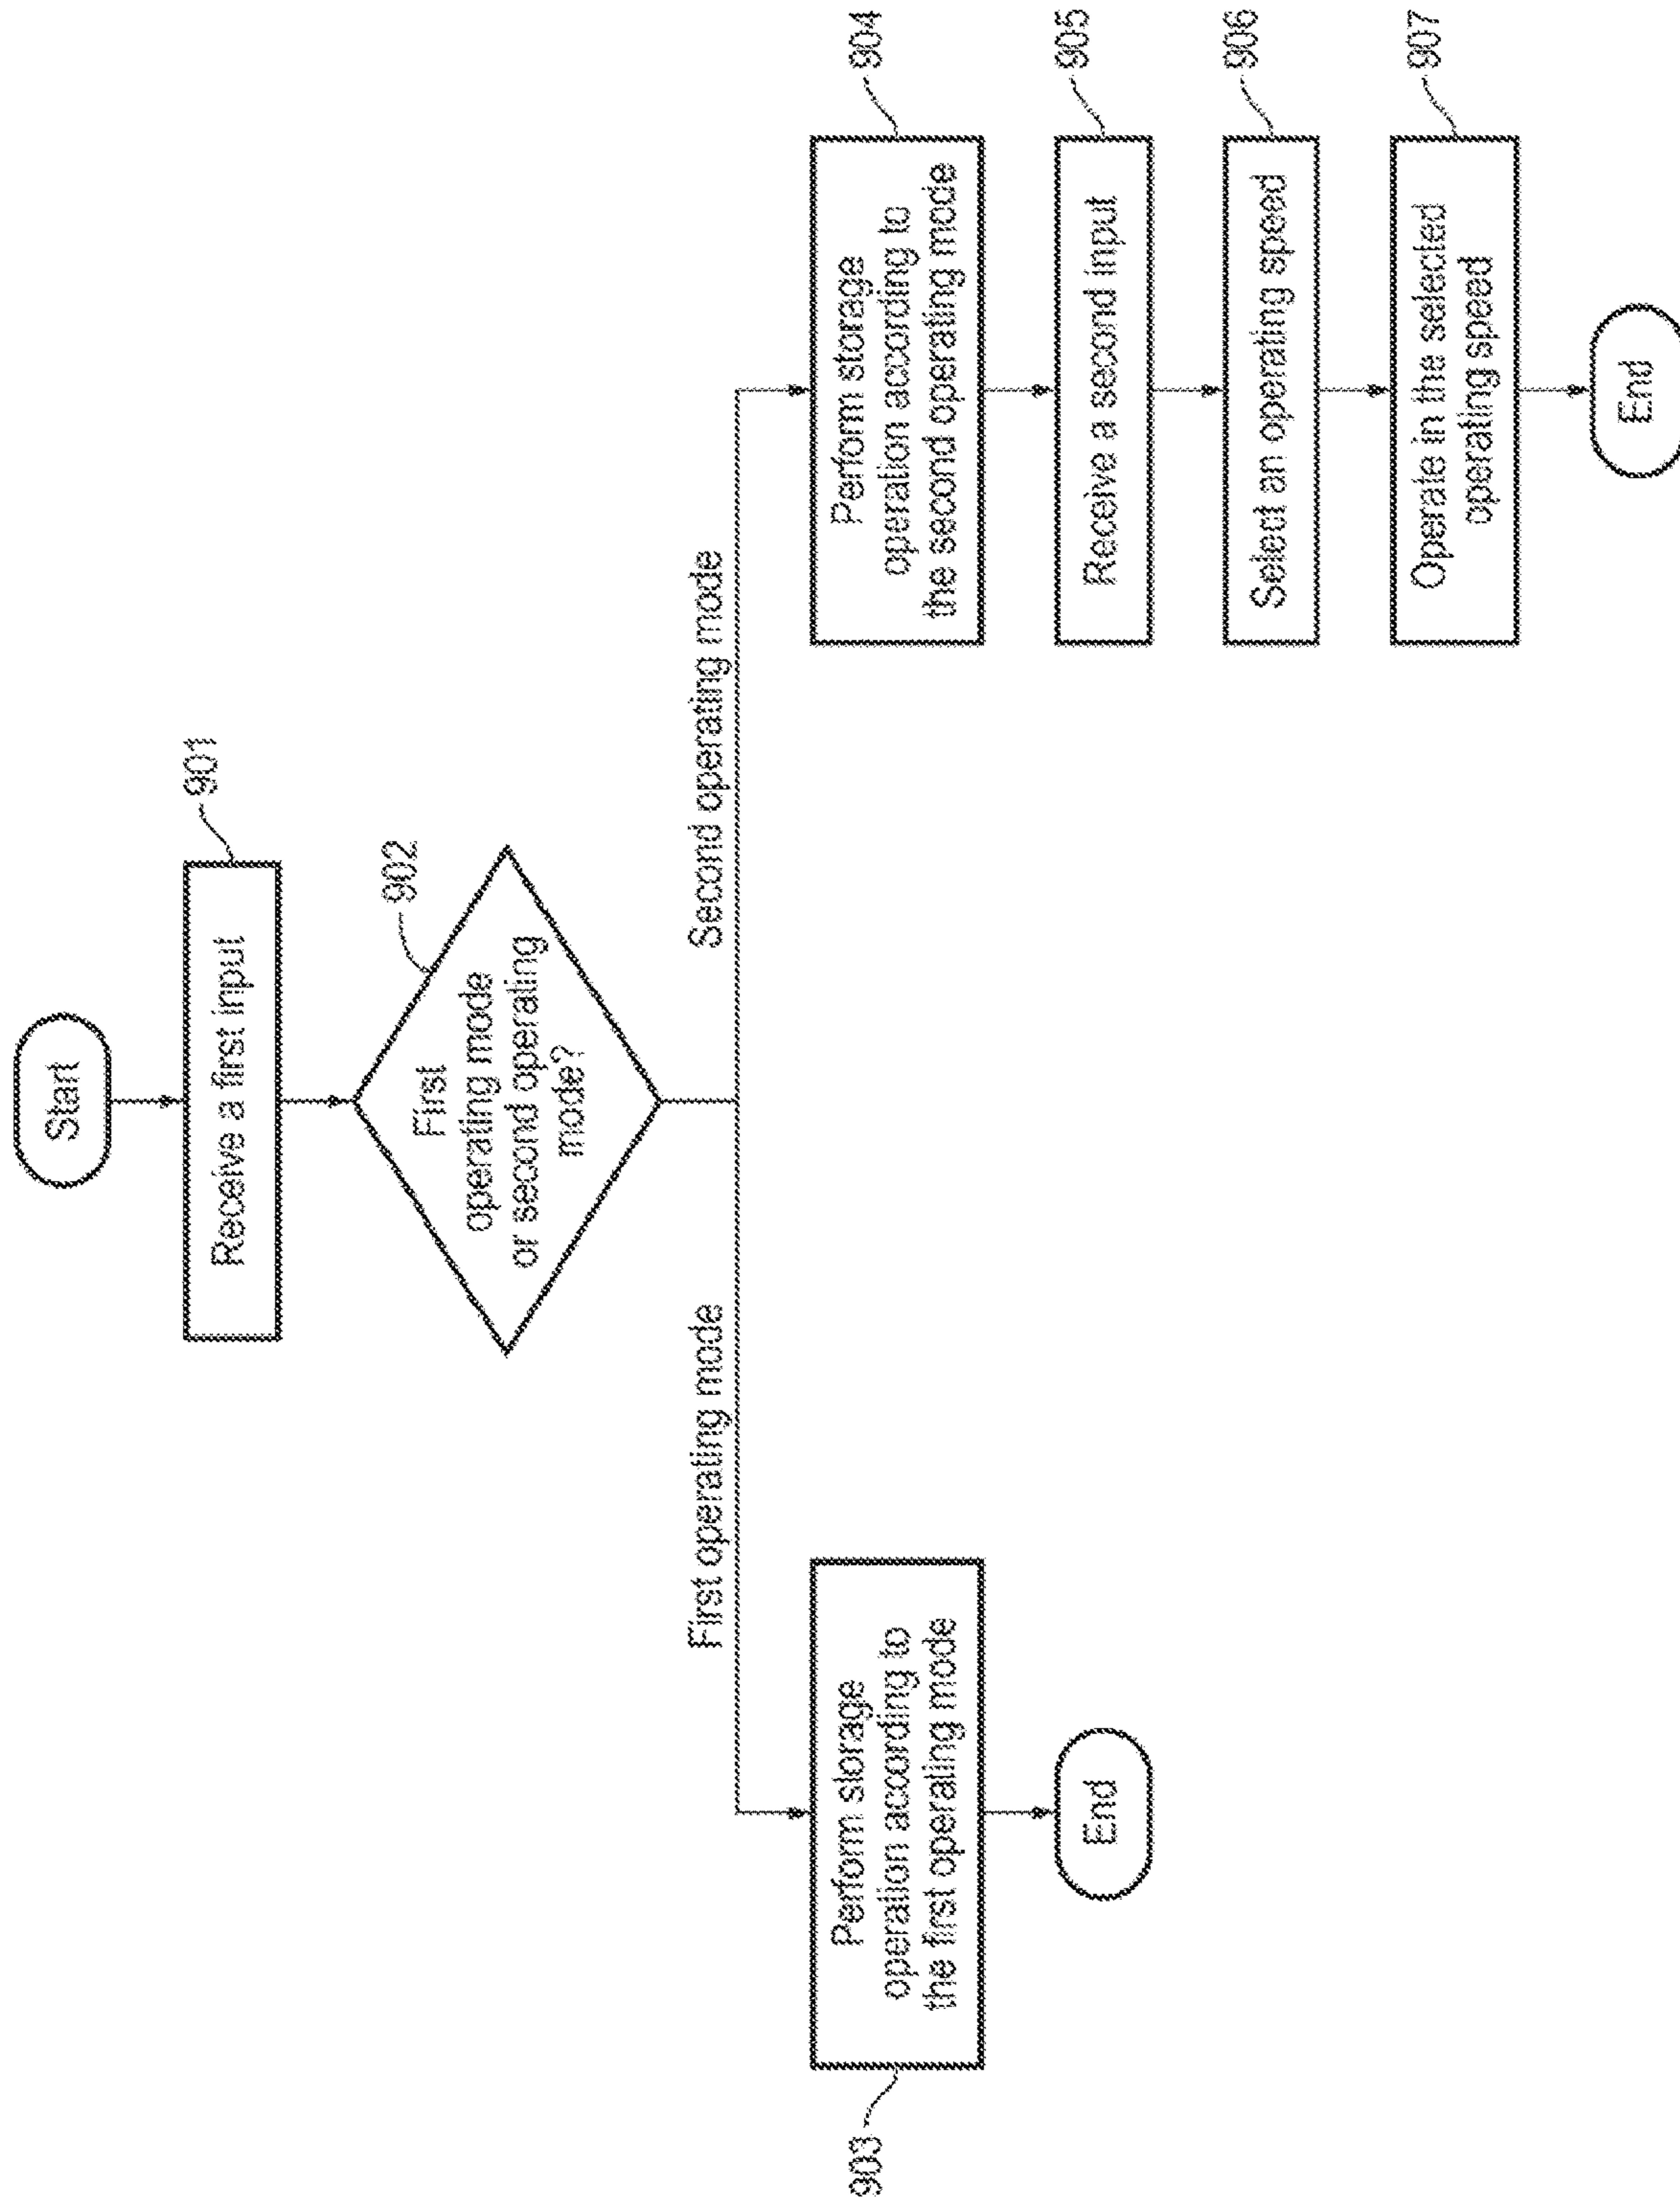 Start
Receive a first input
901
First
operating mode
or second operating
mode?
902
First operating mode
Second operating mode
Perform storage
operation according to
the first operating mode
903
End
Perform storage
operation according to
the second operating mode
904
Receive a second input
905
Select an operating speed
906
Operate in the selected
operating speed
907
End